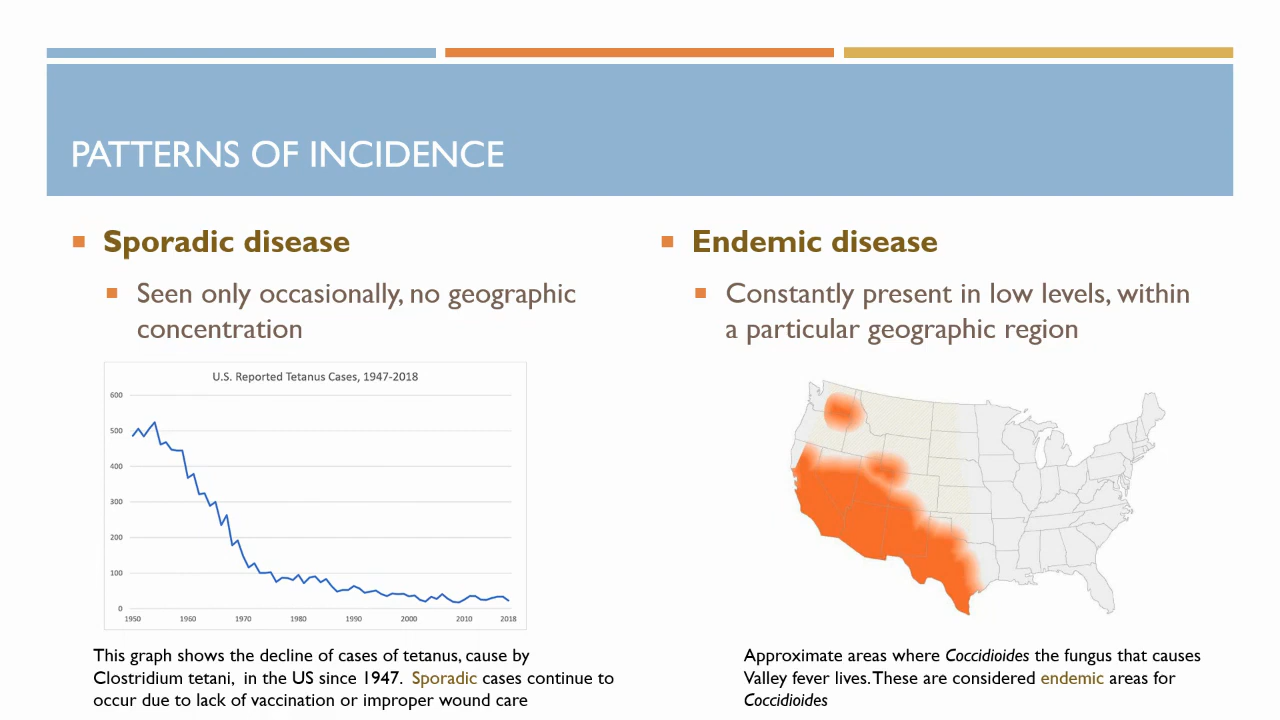 PATTERNS OF INCIDENCE
Sporadic disease
Seen only occasionally, no geographic
concentration
U.S. Reported Tetanus Cases, 1947-2018
600
500
400
300
200
100
0
1950 1960 1970 1980 1990 2000 2010 2018
This graph shows the decline of cases of tetanus, cause by
Clostridium tetani, in the US since 1947. Sporadic cases continue to
occur due to lack of vaccination or improper wound care
Endemic disease
Constantly present in low levels, within
a particular geographic region
Approximate areas where Coccidioides the fungus that causes
Valley fever lives. These are considered endemic areas for
Coccidioides